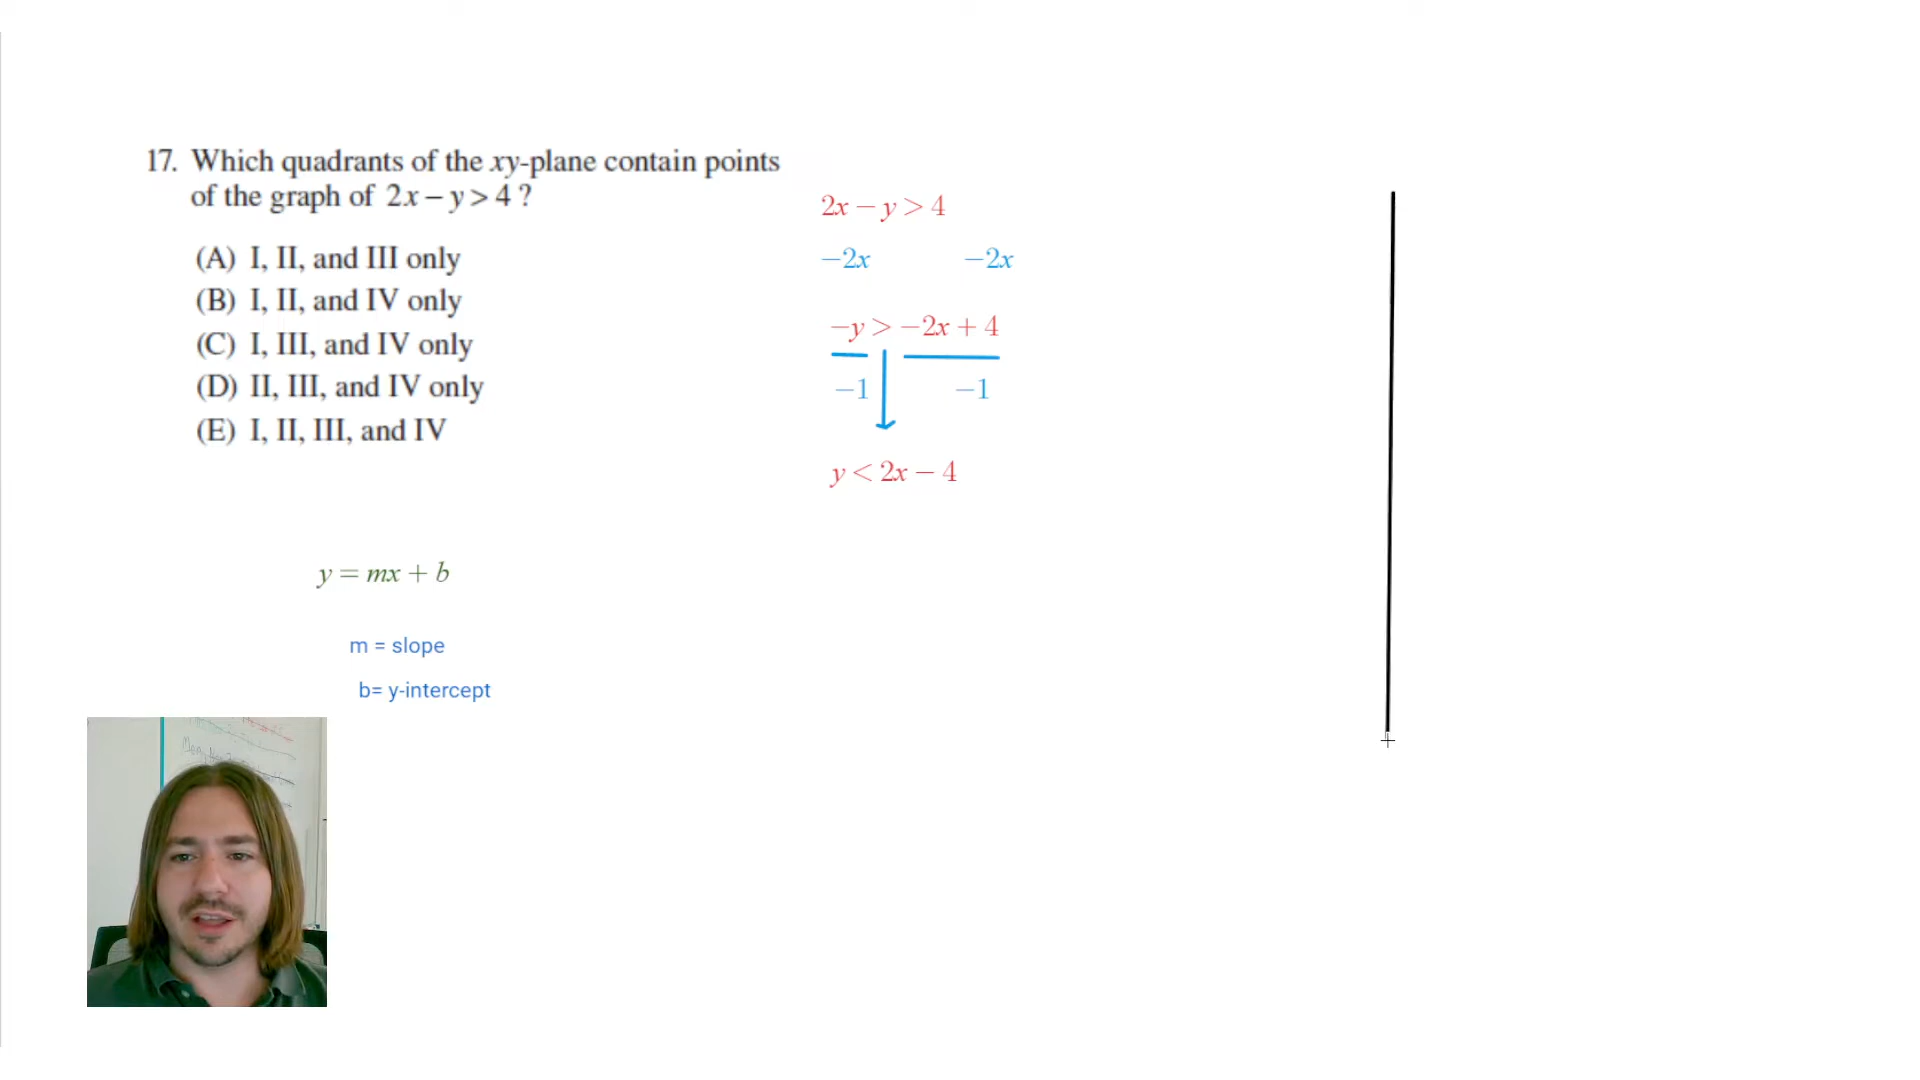 17. Which quadrants of the xy-plane contain points
of the graph of 2x – y > 4 ?
(A) I, II, and III only
(B) I, II, and IV only
(C) I, III, and IV only
(D) II, III, and IV only
(E) I, II, III, and IV
2x − y > 4
−2x −2x
−y > −2x + 4
−1 −1
y < 2x − 4
y = mx + b
m = slope
b= y-intercept